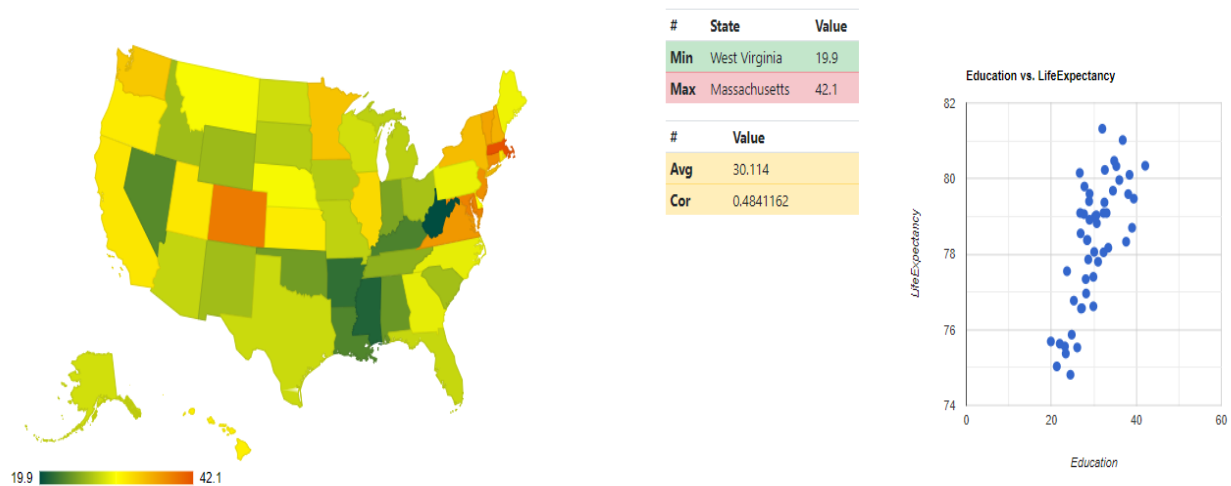 # State Value
Min West Virginia 19.9
Max Massachusetts 42.1
# Value
Avg 30.114
Cor 0.4841162
19.9 42.1
Education vs. LifeExpectancy
82
80
78
76
74
LifeExpectancy
0 20 40 60
Education